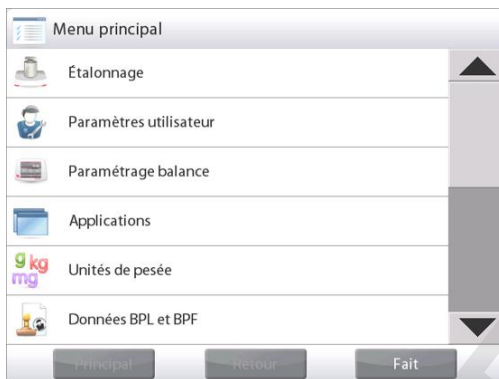 Menu principal
Étalonnage
Paramètres utilisateur
Paramétrage balance
Applications
g kg
mg
Unités de pesée
Données BPL et BPF
Principal Retour Fait